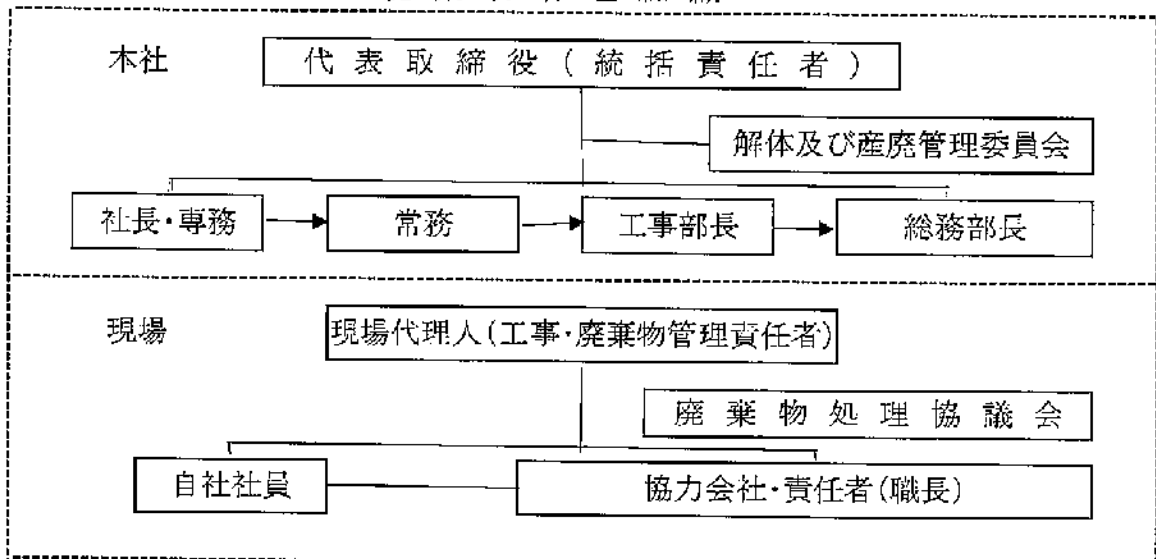 本社
代表取締役(統括責任者)
解体及び産廃管理委員会
社長・専務
常務
工事部長
総務部長
現場
現場代理人(工事・廃棄物管理責任者)
廃棄物処理協議会
自社社員
協力会社・責任者(職長)